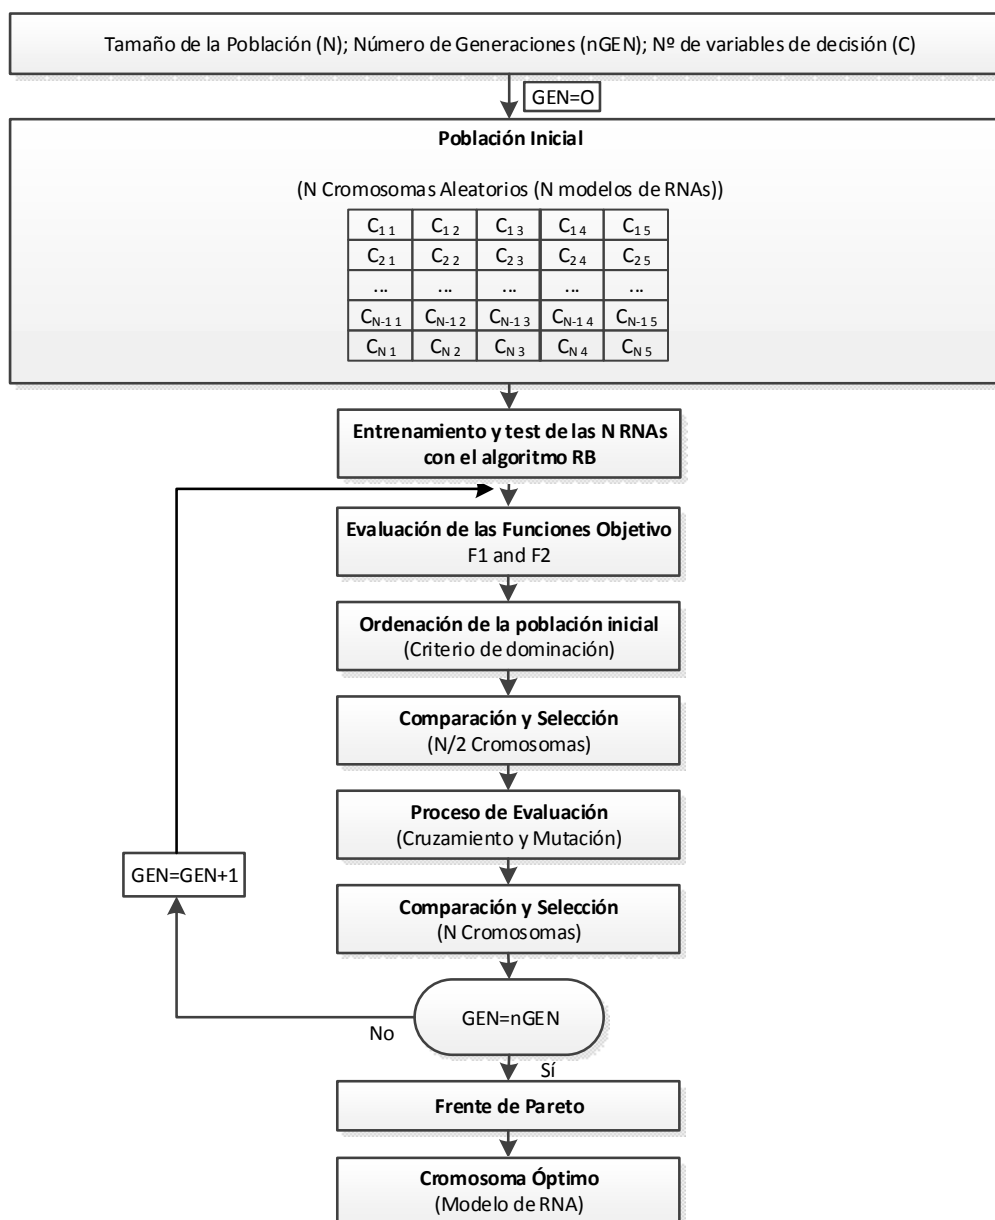 Tamaño de la Población (N); Número de Generaciones (nGEN); Nº de variables de decisión (C)
GEN=O
Población Inicial
(N Cromosomas Aleatorios (N modelos de RNAs))
C1 1 C1 2 C1 3 C1 4 C1 5
C2 1 C2 2 C2 3 C2 4 C2 5
... ... ... ... ...
CN-1 1 CN-1 2 CN-1 3 CN-1 4 CN-1 5
CN 1 CN 2 CN 3 CN 4 CN 5
Entrenamiento y test de las N RNAs
con el algoritmo RB
Evaluación de las Funciones Objetivo
F1 and F2
Ordenación de la población inicial
(Criterio de dominación)
Comparación y Selección
(N/2 Cromosomas)
Proceso de Evaluación
(Cruzamiento y Mutación)
GEN=GEN+1
Comparación y Selección
(N Cromosomas)
GEN=nGEN
No
Sí
Frente de Pareto
Cromosoma Óptimo
(Modelo de RNA)